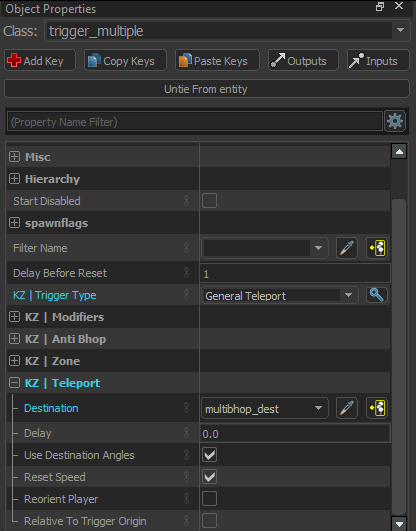 Object Properties
Class: trigger_multiple
Add Key Copy Keys Paste Keys Outputs Inputs
Untie From entity
(Property Name Filter)
Misc
Hierarchy
Start Disabled
spawnflags
Filter Name
Delay Before Reset 1
KZ | Trigger Type General Teleport
KZ | Modifiers
KZ | Anti Bhop
KZ | Zone
KZ | Teleport
Destination multibhop_dest
Delay 0.0
Use Destination Angles
Reset Speed
Reorient Player
Relative To Trigger Origin